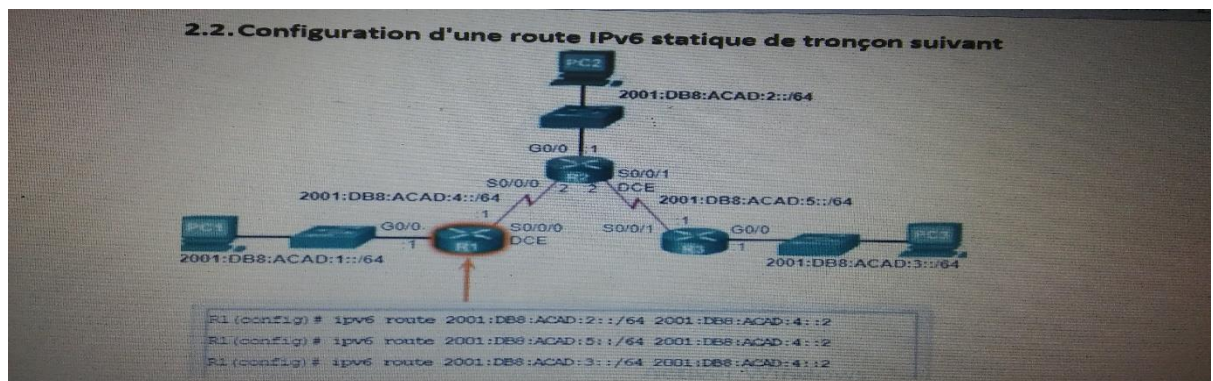 2.2.Configuration d'une route IPv6 statique de tronçon suivant
PC2
2001:DB8:ACAD:2::/64
G0/0 :1
R2
S0/0/1
S0/0/0 :2 :2 DCE
2001:DB8:ACAD:4::/64
2001:DB8:ACAD:5::/64
PC1
G0/0
:1
:1
R1
S0/0/0
DCE
S0/0/1
:1
R3
G0/0
:1
PC3
2001:DB8:ACAD:1::/64
2001:DB8:ACAD:3::/64
R1(config)# ipv6 route 2001:DB8:ACAD:2::/64 2001:DB8:ACAD:4::2
R1(config)# ipv6 route 2001:DB8:ACAD:5::/64 2001:DB8:ACAD:4::2
R1(config)# ipv6 route 2001:DB8:ACAD:3::/64 2001:DB8:ACAD:4::2